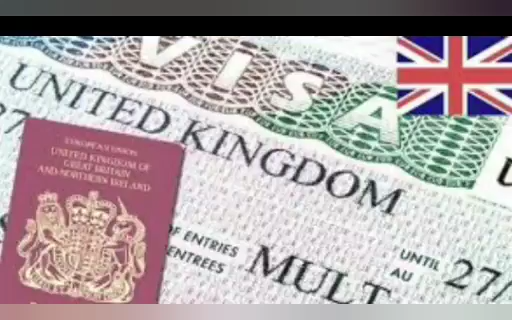 VISA
UNITED KINGDOM
27
EUROPEAN UNION
UNITED KINGDOM OF
GREAT BRITAIN
AND NORTHERN IRELAND
OF ENTRIES
ENTREES
MULT
UNTIL
AU
27/